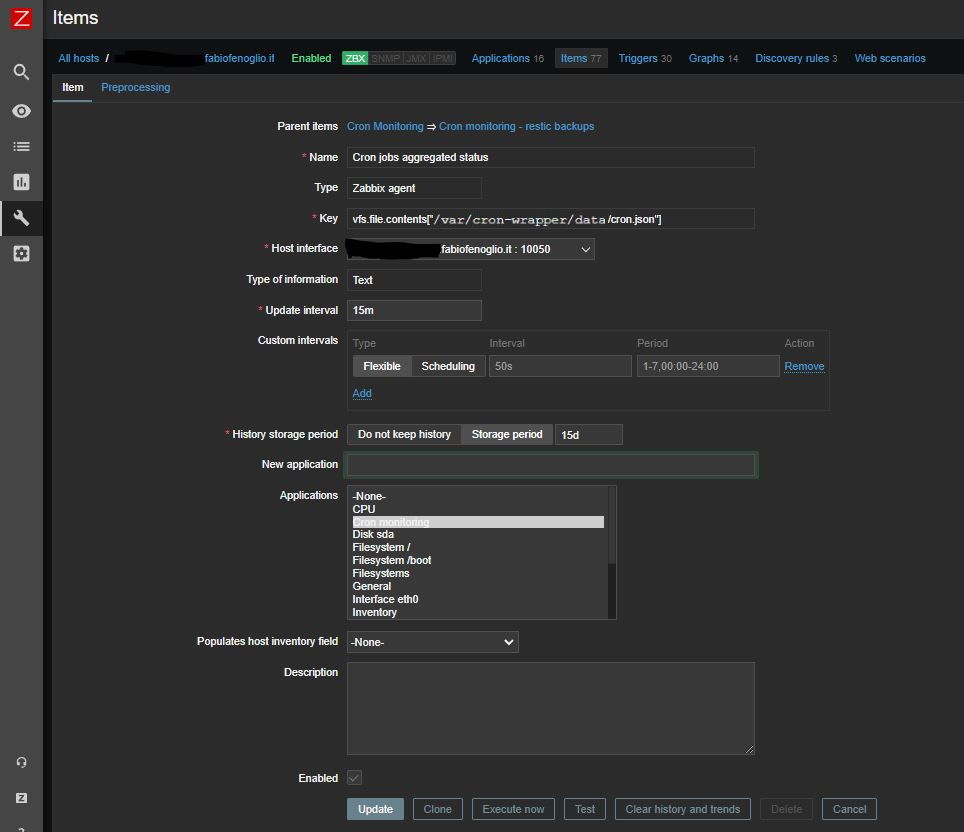 Z
Items
All hosts / fabiofenoglio.it Enabled ZBX SNMP JMX IPMI Applications 16 Items 77 Triggers 30 Graphs 14 Discovery rules 3 Web scenarios
Item Preprocessing
Parent items Cron Monitoring ⇒ Cron monitoring - restic backups
* Name Cron jobs aggregated status
Type Zabbix agent
* Key vfs.file.contents["/var/cron-wrapper/data/cron.json"]
* Host interface .fabiofenoglio.it : 10050
Type of information Text
* Update interval 15m
Custom intervals Type Interval Period Action
Flexible Scheduling 50s 1-7,00:00-24:00 Remove
Add
* History storage period Do not keep history Storage period 15d
New application
Applications -None-
CPU
Cron monitoring
Disk sda
Filesystem /
Filesystem /boot
Filesystems
General
Interface eth0
Inventory
Populates host inventory field -None-
Description
Enabled
Z
Update Clone Execute now Test Clear history and trends Delete Cancel